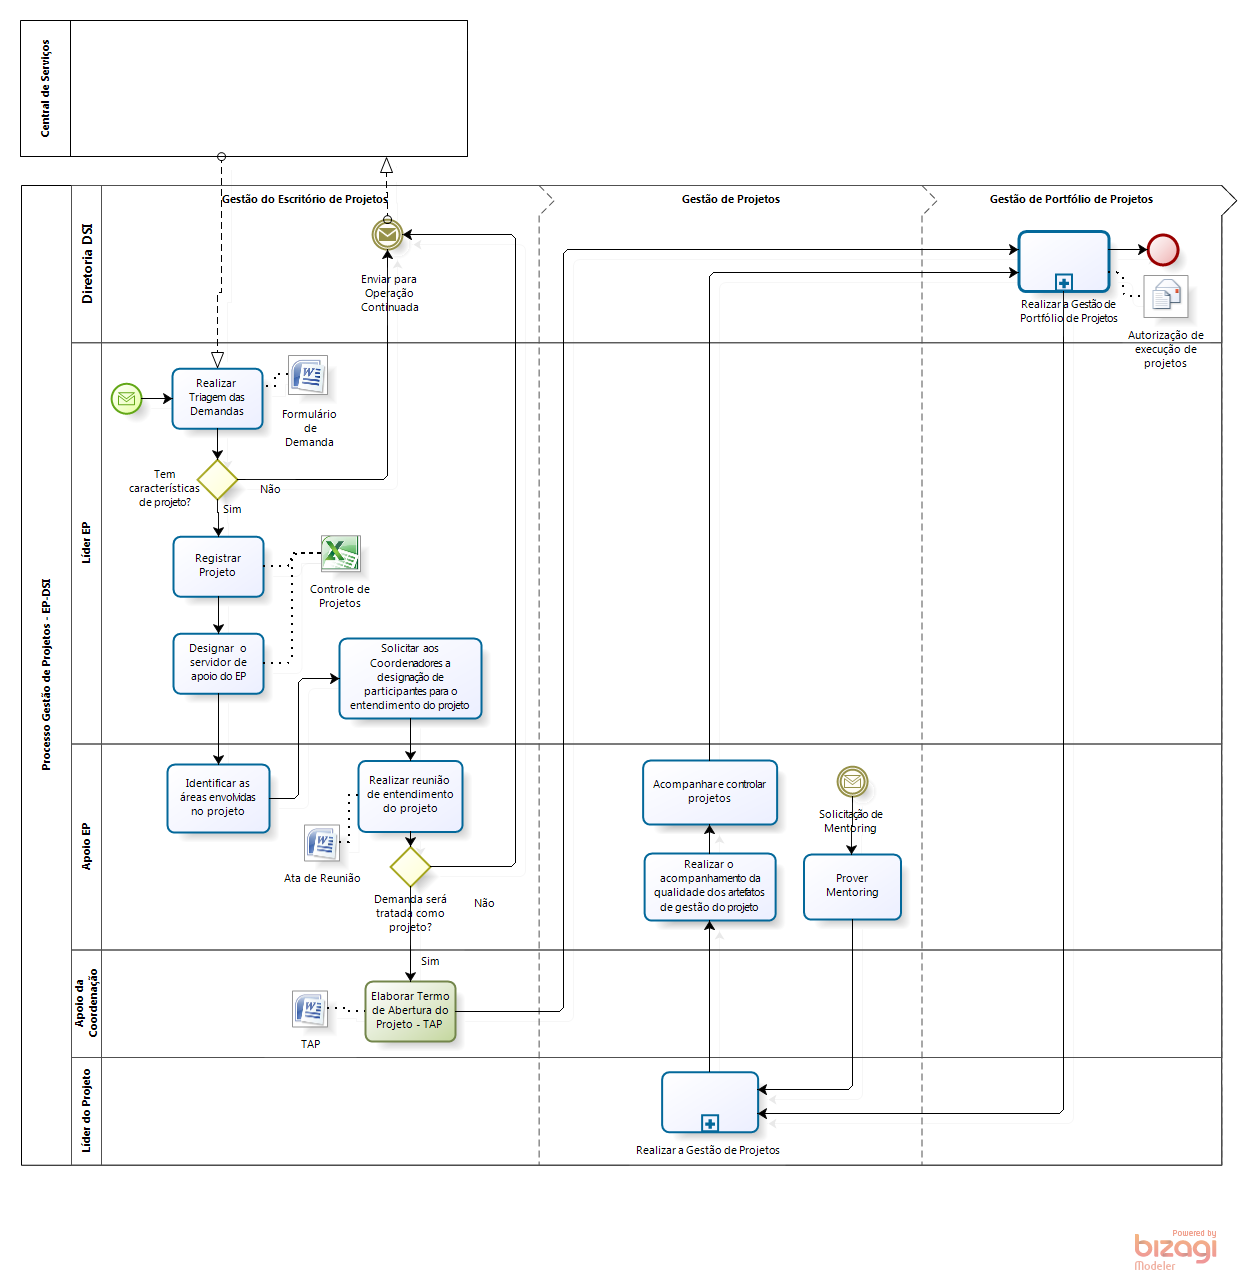 Central de Serviços
Processo Gestão de Projetos - EP-DSI
Gestão do Escritório de Projetos
Gestão de Projetos
Gestão de Portfólio de Projetos
Diretoria DSI
Enviar para
Operação
Continuada
Realizar a Gestão de
Portfólio de Projetos
Autorização de
execução de
projetos
Líder EP
Realizar
Triagem das
Demandas
Formulário
de
Demanda
Tem
características
de projeto?
Não
Sim
Registrar
Projeto
Controle de
Projetos
Designar o
servidor de
apoio do EP
Solicitar aos
Coordenadores a
designação de
participantes para o
entendimento do projeto
Apoio EP
Identificar as
áreas envolvidas
no projeto
Realizar reunião
de entendimento
do projeto
Ata de Reunião
Demanda será
tratada como
projeto?
Não
Sim
Acompanhar e controlar
projetos
Realizar o
acompanhamento da
qualidade dos artefatos
de gestão do projeto
Solicitação de
Mentoring
Prover
Mentoring
Apoio da
Coordenação
Elaborar Termo
de Abertura do
Projeto - TAP
TAP
Líder do Projeto
Realizar a Gestão de Projetos
Powered by
bizagi
Modeler